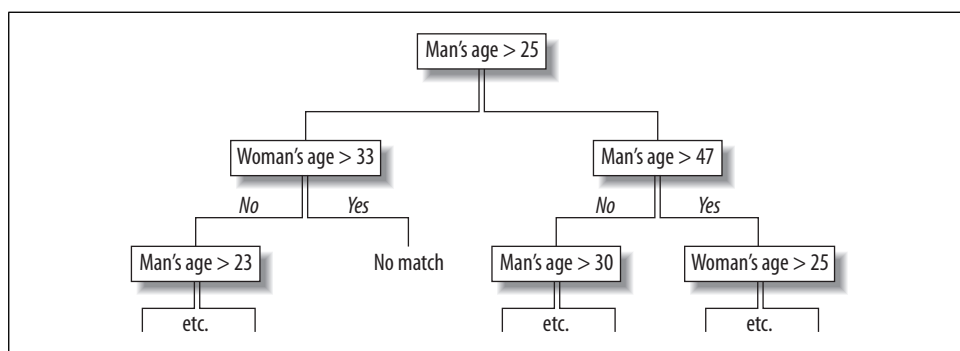 Man's age > 25
Woman's age > 33
Man's age > 47
No
Yes
No
Yes
Man's age > 23
No match
Man's age > 30
Woman's age > 25
etc.
etc.
etc.